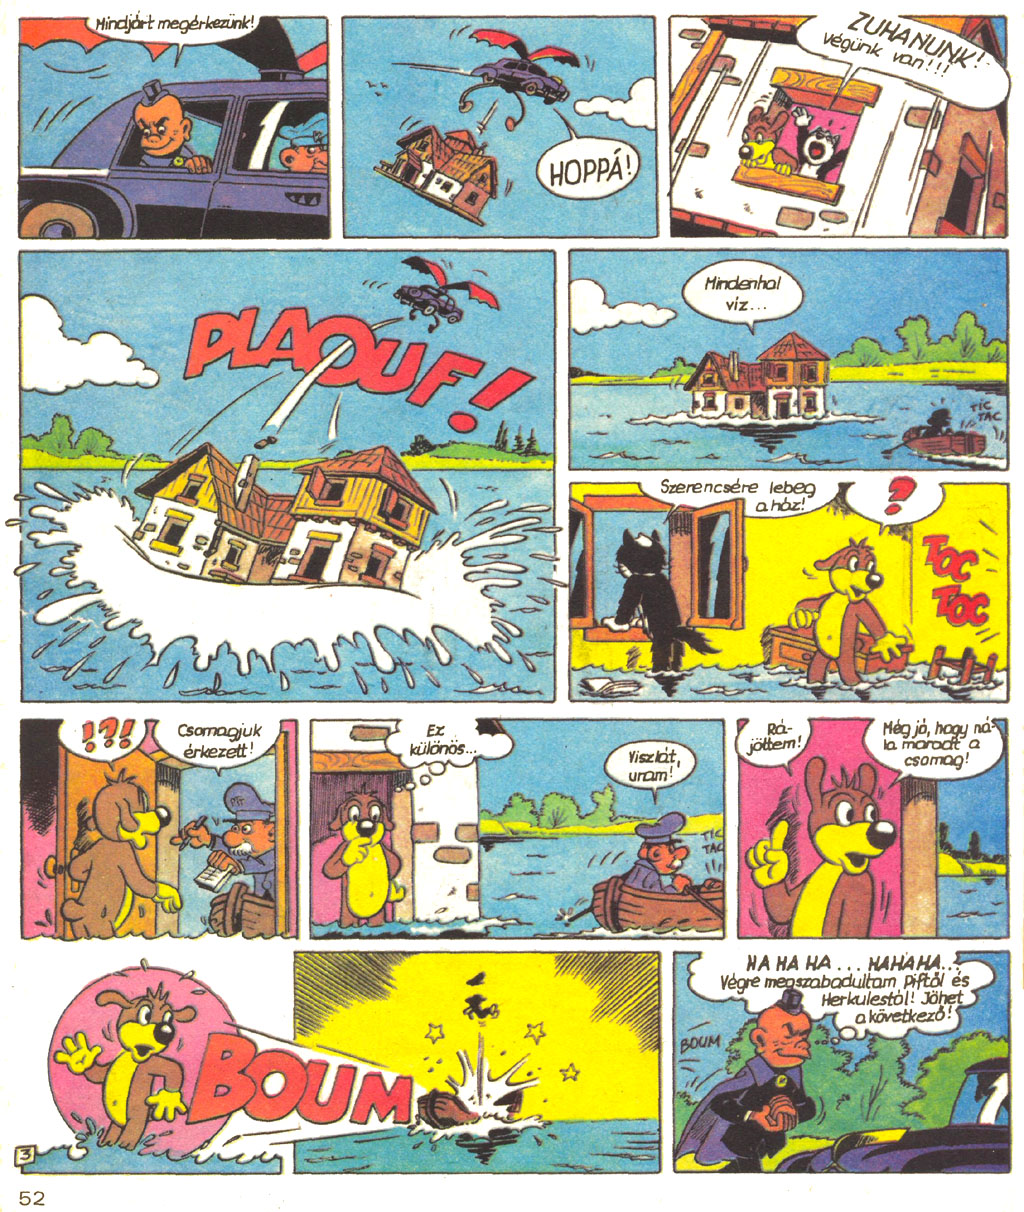 Mindjárt megérkezünk!
HOPPÁ!
ZUHANUNK!
Végünk van!!!
PLAOUF!
Mindenhol
víz...
TIC
TAC
Szerencsére lebeg
a ház!
?
TOC
TOC
!?!
Csomagjuk
érkezett!
Ez
különös...
Viszlát,
uram!
TIC
TAC
Rá-
jöttem!
Még jó, hogy ná-
la maradt a
csomag!
BOUM
HA HA HA... HAHAHA...
Végre megszabadultam Piftől és
Herkulestől! Jöhet
a következő!
BOUM
3
52